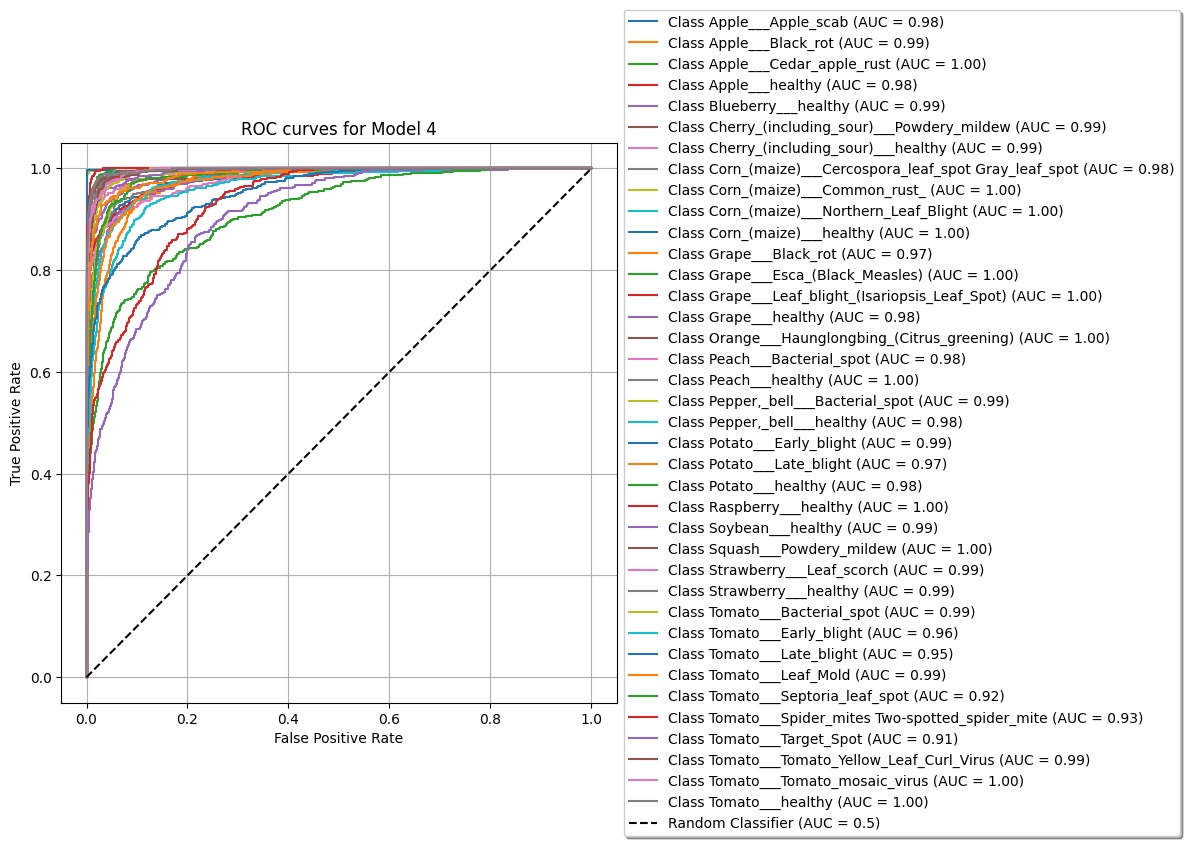 ROC curves for Model 4
True Positive Rate
1.0
0.8
0.6
0.4
0.2
0.0
0.0 0.2 0.4 0.6 0.8 1.0
False Positive Rate
Class Apple___Apple_scab (AUC = 0.98)
Class Apple___Black_rot (AUC = 0.99)
Class Apple___Cedar_apple_rust (AUC = 1.00)
Class Apple___healthy (AUC = 0.98)
Class Blueberry___healthy (AUC = 0.99)
Class Cherry_(including_sour)___Powdery_mildew (AUC = 0.99)
Class Cherry_(including_sour)___healthy (AUC = 0.99)
Class Corn_(maize)___Cercospora_leaf_spot Gray_leaf_spot (AUC = 0.98)
Class Corn_(maize)___Common_rust_ (AUC = 1.00)
Class Corn_(maize)___Northern_Leaf_Blight (AUC = 1.00)
Class Corn_(maize)___healthy (AUC = 1.00)
Class Grape___Black_rot (AUC = 0.97)
Class Grape___Esca_(Black_Measles) (AUC = 1.00)
Class Grape___Leaf_blight_(Isariopsis_Leaf_Spot) (AUC = 1.00)
Class Grape___healthy (AUC = 0.98)
Class Orange___Haunglongbing_(Citrus_greening) (AUC = 1.00)
Class Peach___Bacterial_spot (AUC = 0.98)
Class Peach___healthy (AUC = 1.00)
Class Pepper,_bell___Bacterial_spot (AUC = 0.99)
Class Pepper,_bell___healthy (AUC = 0.98)
Class Potato___Early_blight (AUC = 0.99)
Class Potato___Late_blight (AUC = 0.97)
Class Potato___healthy (AUC = 0.98)
Class Raspberry___healthy (AUC = 1.00)
Class Soybean___healthy (AUC = 0.99)
Class Squash___Powdery_mildew (AUC = 1.00)
Class Strawberry___Leaf_scorch (AUC = 0.99)
Class Strawberry___healthy (AUC = 0.99)
Class Tomato___Bacterial_spot (AUC = 0.99)
Class Tomato___Early_blight (AUC = 0.96)
Class Tomato___Late_blight (AUC = 0.95)
Class Tomato___Leaf_Mold (AUC = 0.99)
Class Tomato___Septoria_leaf_spot (AUC = 0.92)
Class Tomato___Spider_mites Two-spotted_spider_mite (AUC = 0.93)
Class Tomato___Target_Spot (AUC = 0.91)
Class Tomato___Tomato_Yellow_Leaf_Curl_Virus (AUC = 0.99)
Class Tomato___Tomato_mosaic_virus (AUC = 1.00)
Class Tomato___healthy (AUC = 1.00)
Random Classifier (AUC = 0.5)